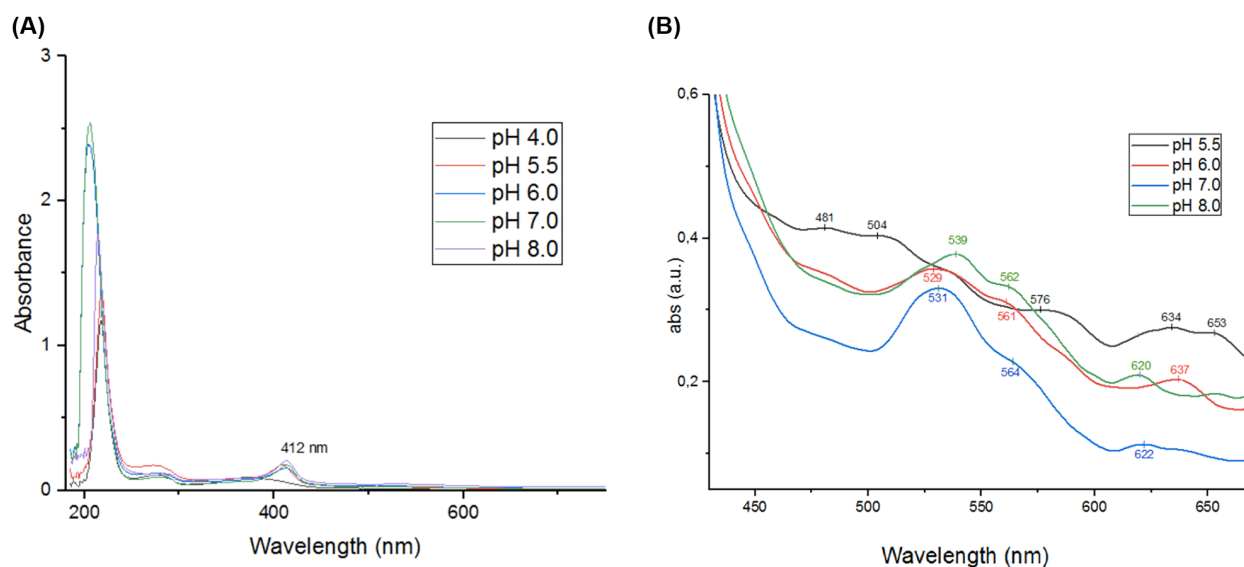 (A)
3
2
1
0
Absorbance
200
400
600
Wavelength (nm)
412 nm
pH 4.0
pH 5.5
pH 6.0
pH 7.0
pH 8.0
(B)
0,6
0,4
0,2
abs (a.u.)
450
500
550
600
650
Wavelength (nm)
pH 5.5
pH 6.0
pH 7.0
pH 8.0
481
504
539
529
531
562
561
564
576
634
653
620
637
622